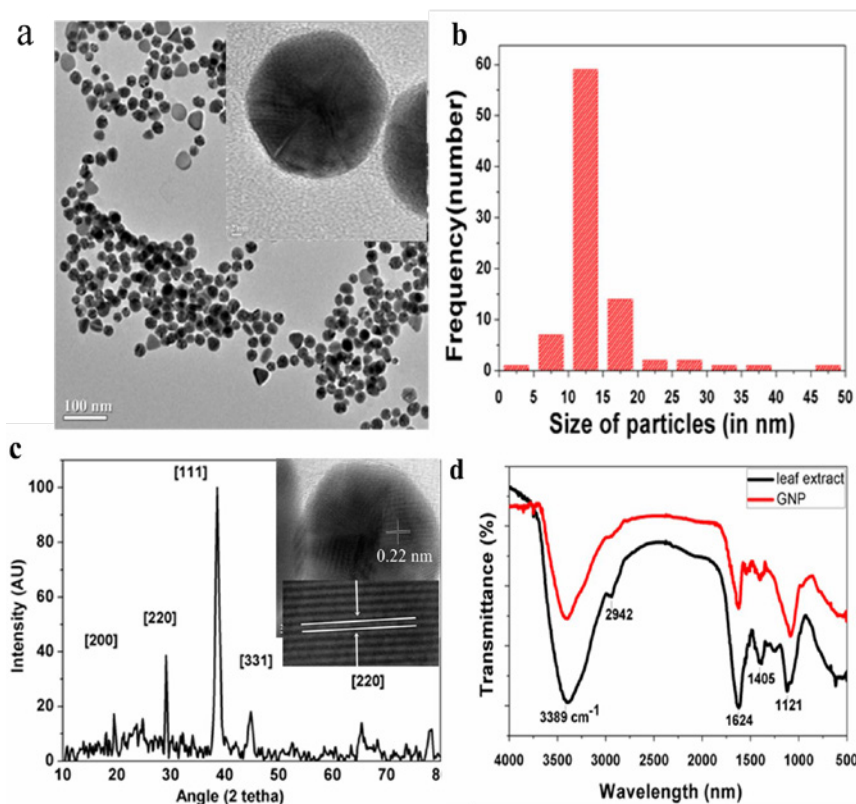 a
100 nm
b
Frequency(number)
60
50
40
30
20
10
0
0 5 10 15 20 25 30 35 40 45 50
Size of particles (in nm)
c
Intensity (AU)
100
80
60
40
20
0
[200]
[220]
[111]
[331]
0.22 nm
[220]
10 20 30 40 50 60 70 80
Angle (2 tetha)
d
Transmittance (%)
leaf extract
GNP
2942
3389 cm-1
1624
1405
1121
4000 3500 3000 2500 2000 1500 1000 500
Wavelength (nm)